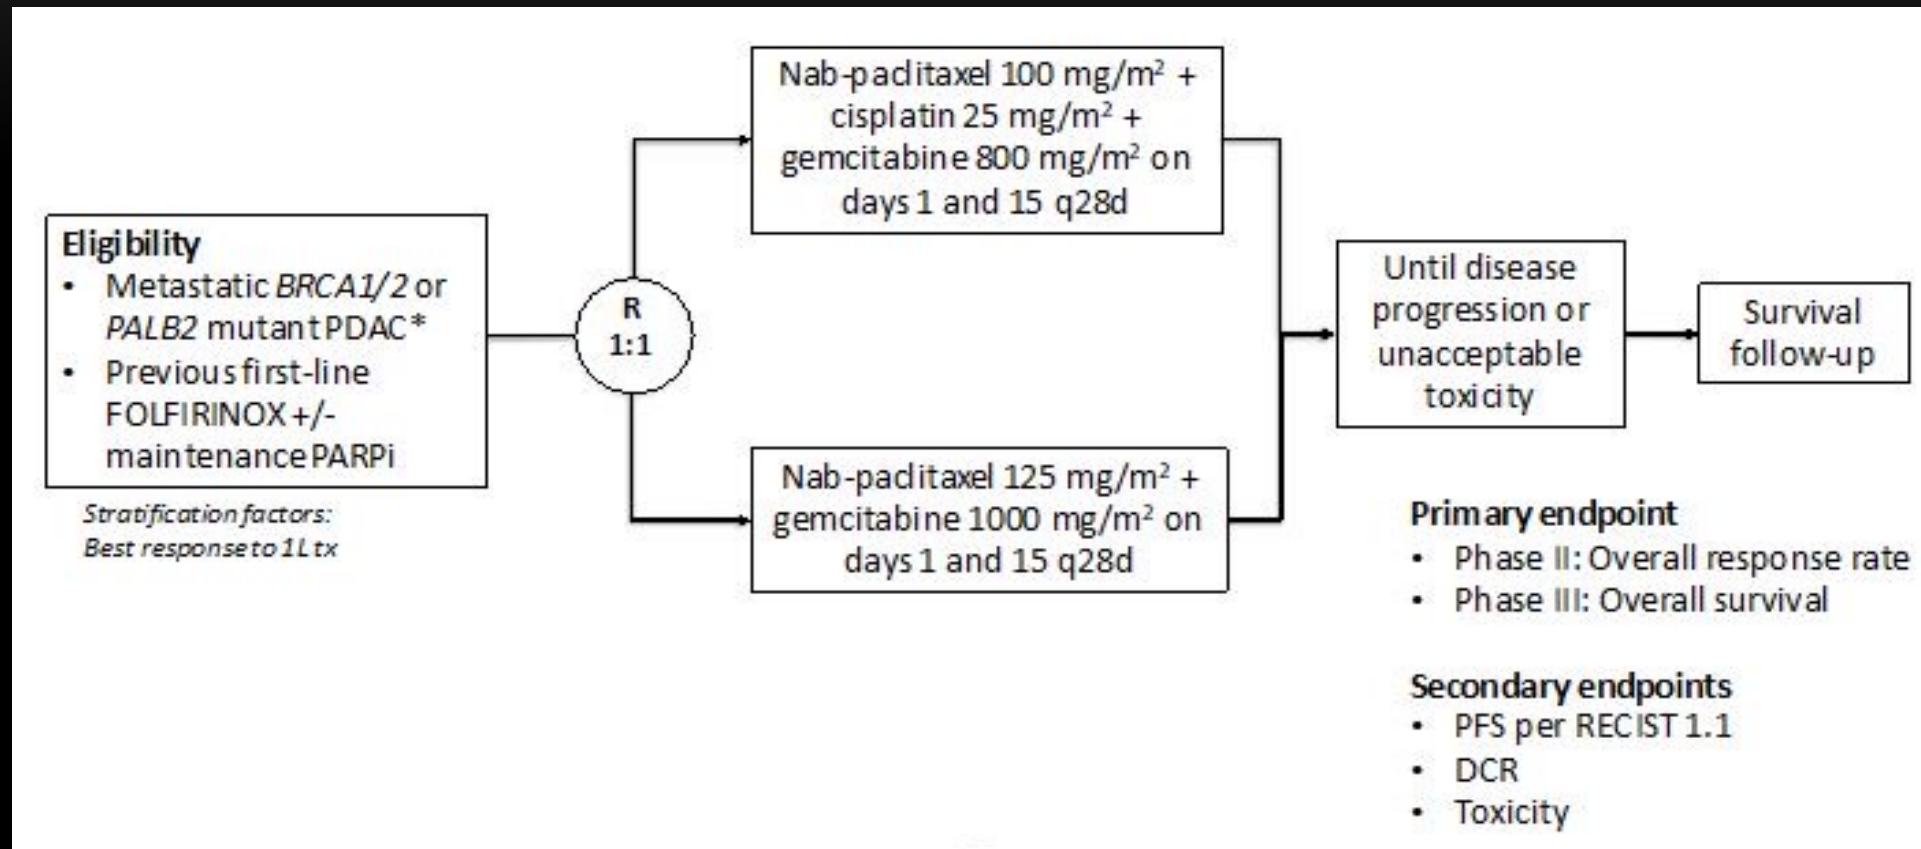 Eligibility
• Metastatic BRCA1/2 or
PALB2 mutant PDAC*
• Previous first-line
FOLFIRINOX +/-
maintenance PARPi
Stratification factors:
Best response to 1L tx
R
1:1
Nab-paclitaxel 100 mg/m² +
cisplatin 25 mg/m² +
gemcitabine 800 mg/m² on
days 1 and 15 q28d
Nab-paclitaxel 125 mg/m² +
gemcitabine 1000 mg/m² on
days 1 and 15 q28d
Until disease
progression or
unacceptable
toxicity
Survival
follow-up
Primary endpoint
• Phase II: Overall response rate
• Phase III: Overall survival
Secondary endpoints
• PFS per RECIST 1.1
• DCR
• Toxicity